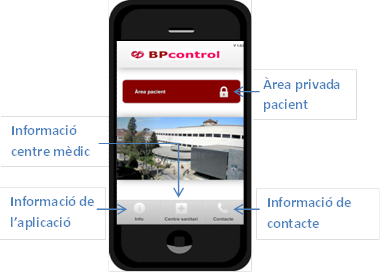 V 1.0
BPcontrol
Àrea pacient
Àrea privada
pacient
Informació
centre mèdic
Informació de
l'aplicació
Info
Centre sanitari
Contacte
Informació de
contacte